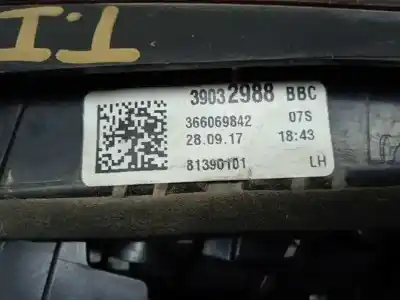 T.I
39032988 BBC
366069842 07S
28.09.17 18:43
81390101 LH